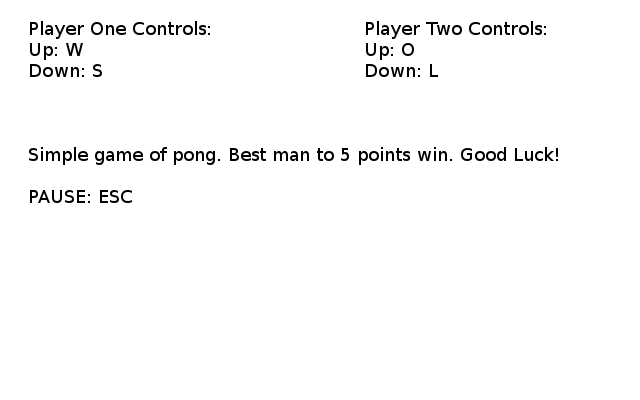 Player One Controls:
Up: W
Down: S
Player Two Controls:
Up: O
Down: L
Simple game of pong. Best man to 5 points win. Good Luck!
PAUSE: ESC